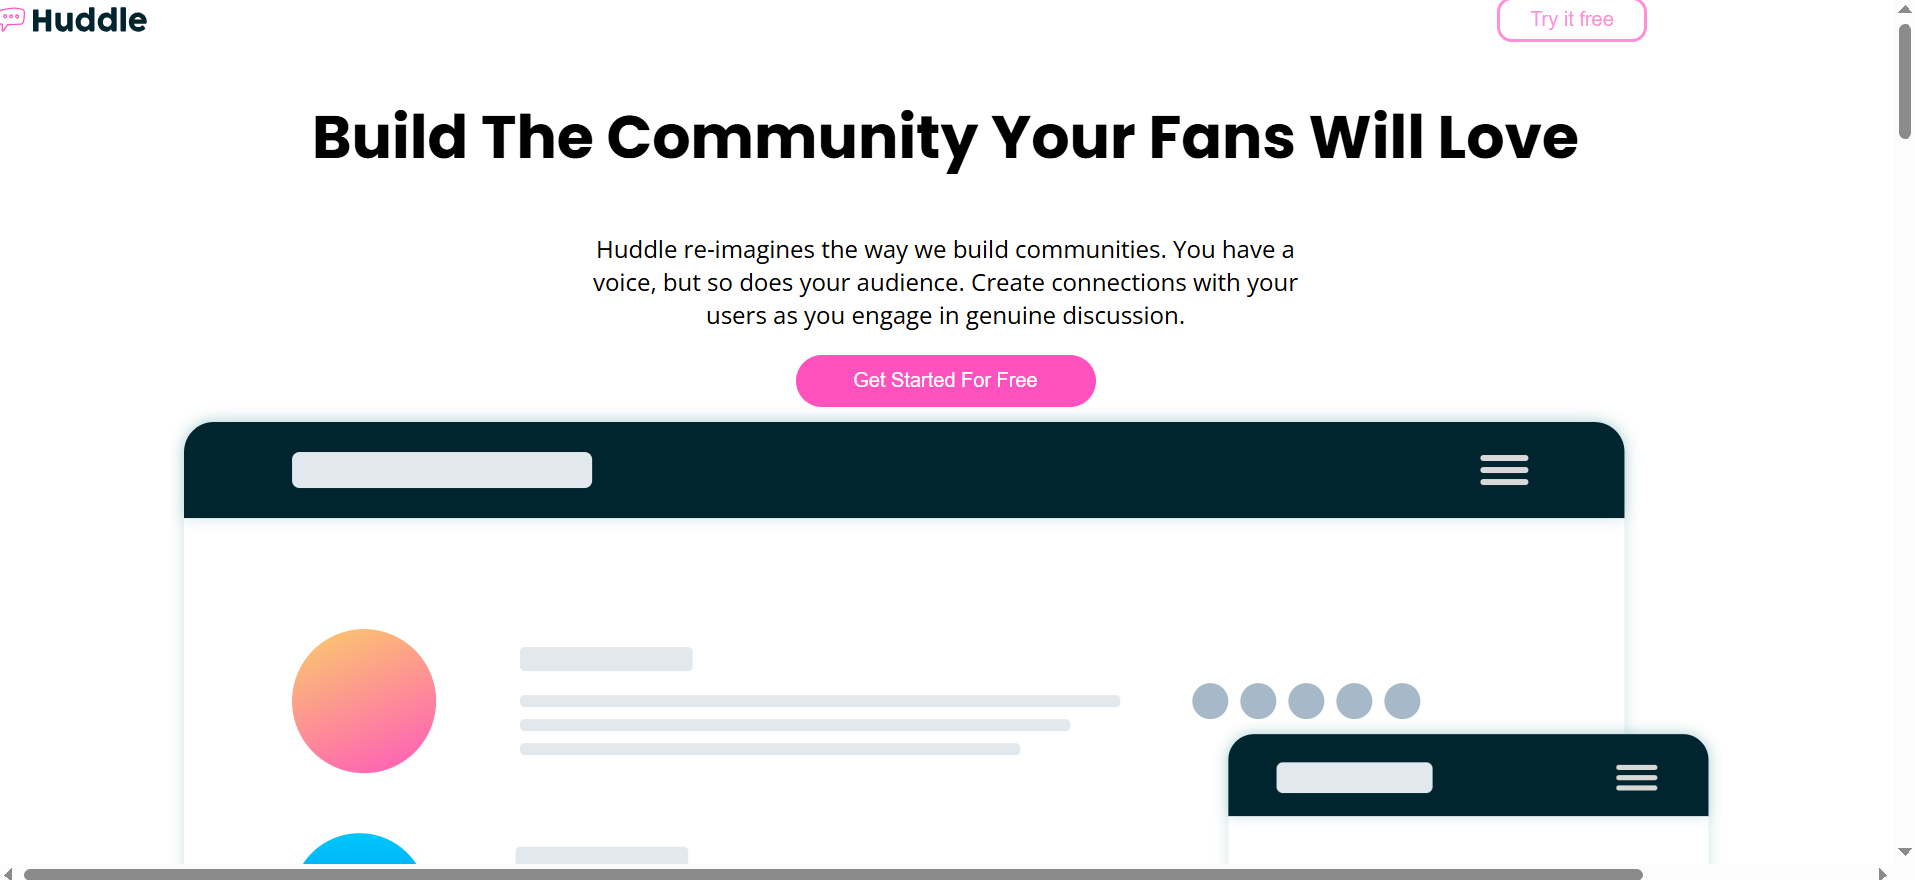 Huddle
Try it free
Build The Community Your Fans Will Love
Huddle re-imagines the way we build communities. You have a
voice, but so does your audience. Create connections with your
users as you engage in genuine discussion.
Get Started For Free